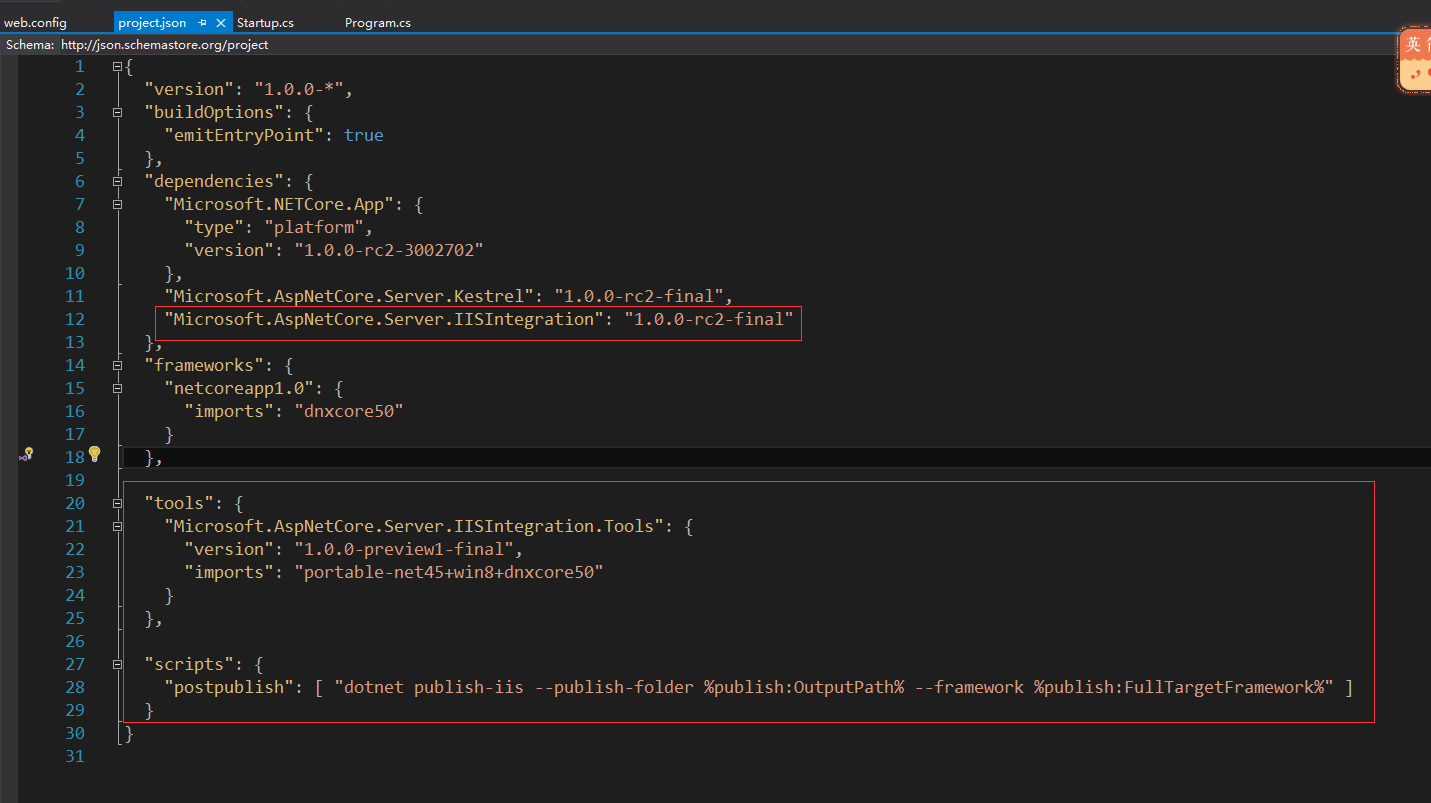 web.config project.json Startup.cs Program.cs
Schema: http://json.schemastore.org/project
英
1 {
2 "version": "1.0.0-*",
3 "buildOptions": {
4 "emitEntryPoint": true
5 },
6 "dependencies": {
7 "Microsoft.NETCore.App": {
8 "type": "platform",
9 "version": "1.0.0-rc2-3002702"
10 },
11 "Microsoft.AspNetCore.Server.Kestrel": "1.0.0-rc2-final",
12 "Microsoft.AspNetCore.Server.IISIntegration": "1.0.0-rc2-final"
13 },
14 "frameworks": {
15 "netcoreapp1.0": {
16 "imports": "dnxcore50"
17 }
18 },
19
20 "tools": {
21 "Microsoft.AspNetCore.Server.IISIntegration.Tools": {
22 "version": "1.0.0-preview1-final",
23 "imports": "portable-net45+win8+dnxcore50"
24 }
25 },
26
27 "scripts": {
28 "postpublish": [ "dotnet publish-iis --publish-folder %publish:OutputPath% --framework %publish:FullTargetFramework%" ]
29 }
30 }
31